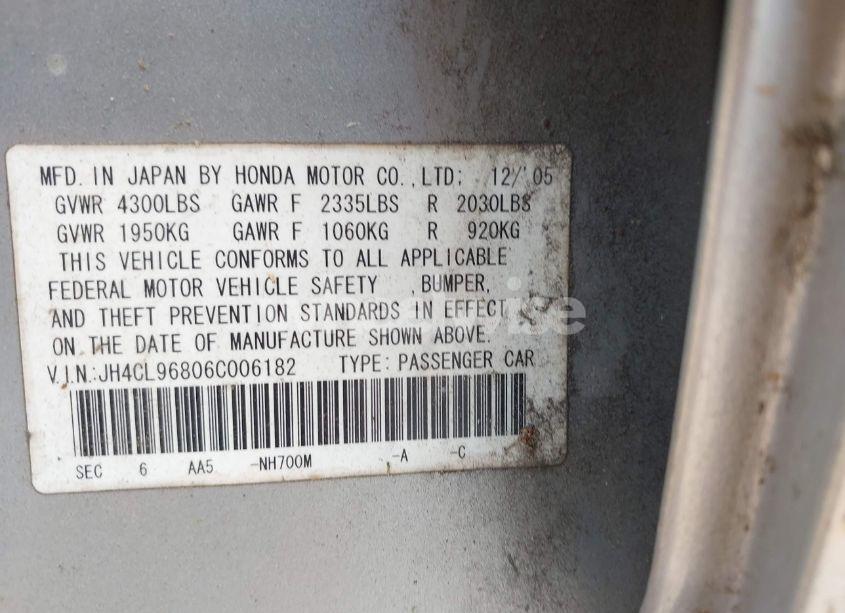 MFD. IN JAPAN BY HONDA MOTOR CO., LTD; 12/'05
GVWR 4300LBS GAWR F 2335LBS R 2030LBS
GVWR 1950KG GAWR F 1060KG R 920KG
THIS VEHICLE CONFORMS TO ALL APPLICABLE
FEDERAL MOTOR VEHICLE SAFETY , BUMPER,
AND THEFT PREVENTION STANDARDS IN EFFECT
ON THE DATE OF MANUFACTURE SHOWN ABOVE.
V.I.N.:JH4CL96806C006182 TYPE: PASSENGER CAR
SEC 6 AA5 -NH700M -A -C